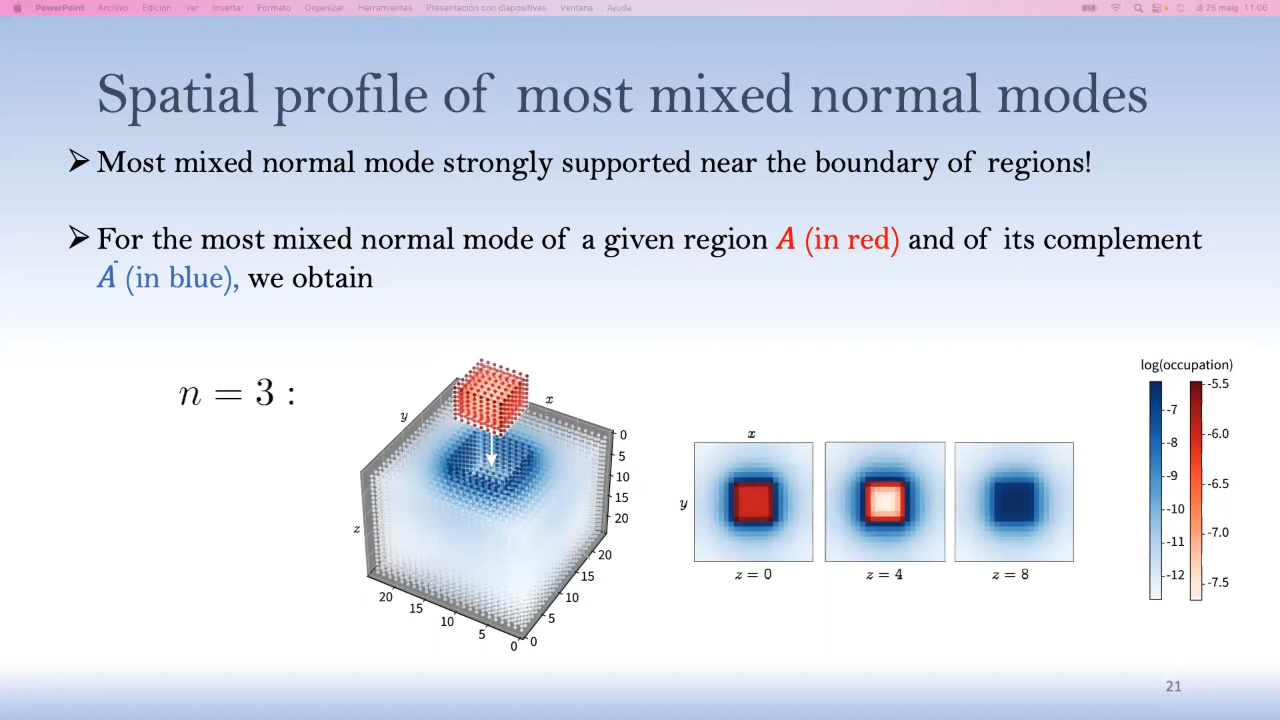 PowerPoint Archivo Edición Ver Insertar Formato Organizar Herramientas Presentación con diapositivas Ventana Ayuda dj 25 maig 11:06
Spatial profile of most mixed normal modes
➢ Most mixed normal mode strongly supported near the boundary of regions!
➢ For the most mixed normal mode of a given region A (in red) and of its complement
Ȧ (in blue), we obtain
n = 3 :
x
y
z
0
5
10
15
20
20
15
10
5
0
20
15
10
5
0
x
y
z = 0
z = 4
z = 8
log(occupation)
-7
-8
-9
-10
-11
-12
-5.5
-6.0
-6.5
-7.0
-7.5
21